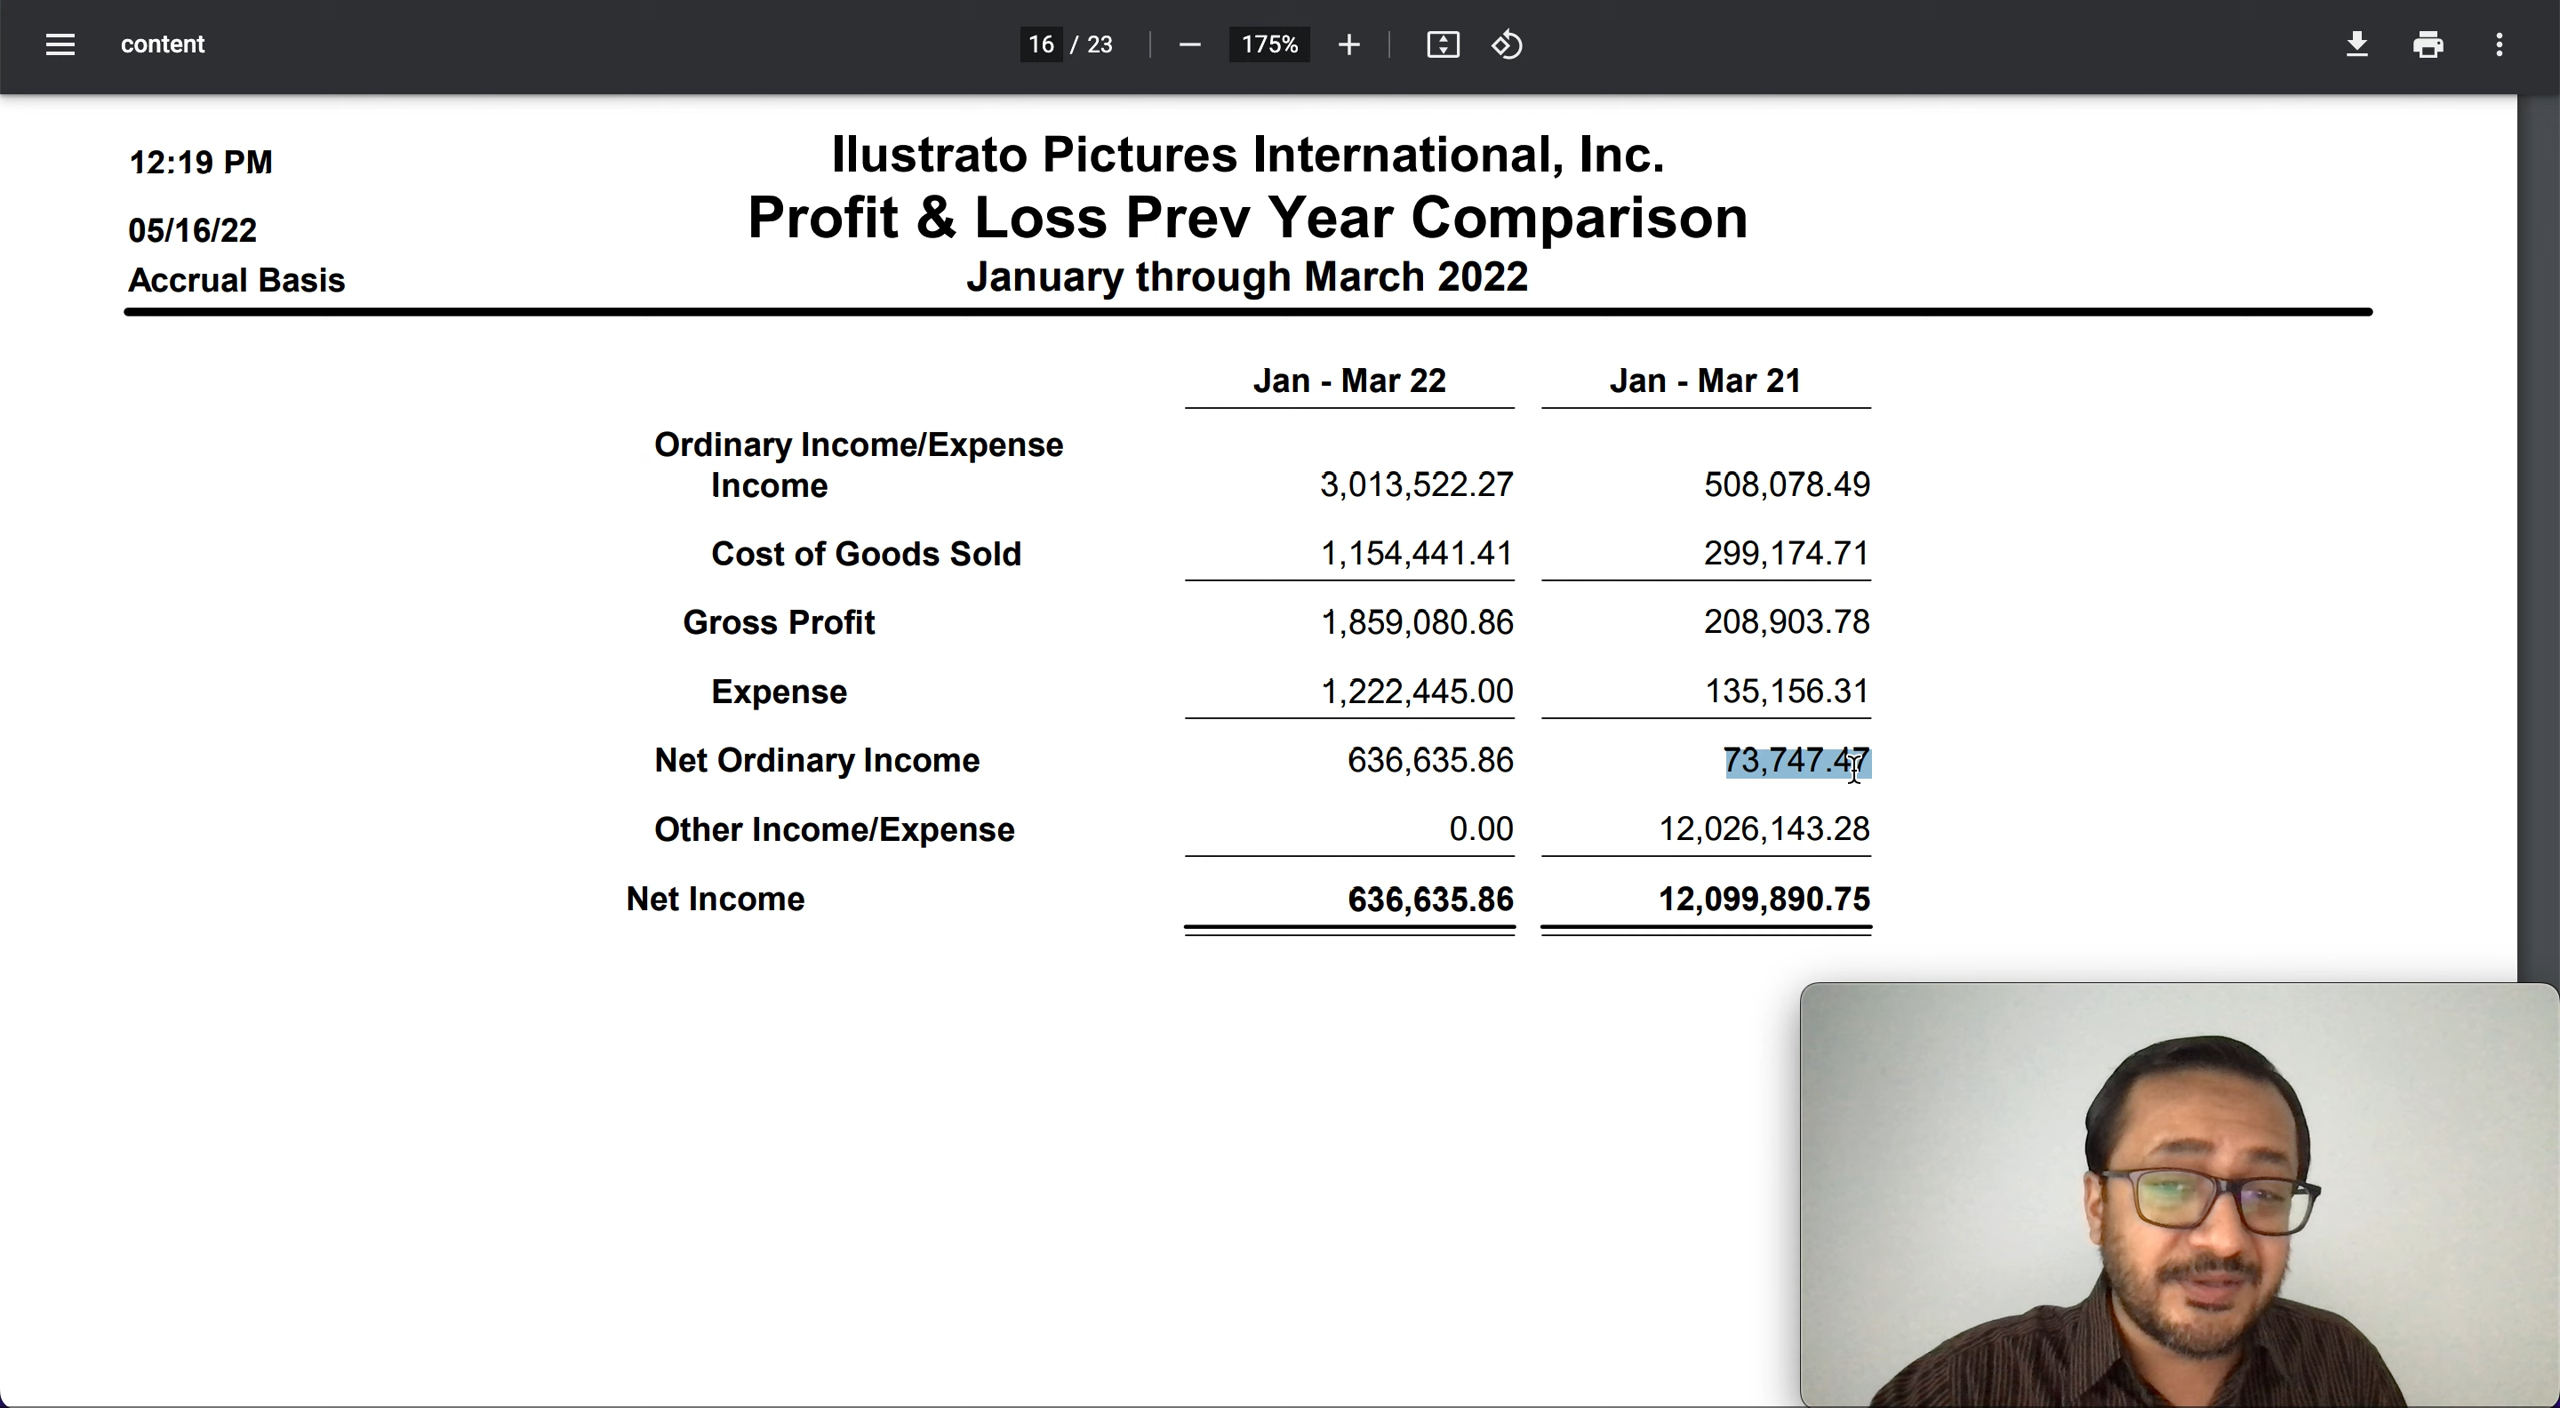 content
16 / 23
175%
12:19 PM
05/16/22
Accrual Basis
Ilustrato Pictures International, Inc.
Profit & Loss Prev Year Comparison
January through March 2022
Jan - Mar 22 Jan - Mar 21
Ordinary Income/Expense
Income 3,013,522.27 508,078.49
Cost of Goods Sold 1,154,441.41 299,174.71
Gross Profit 1,859,080.86 208,903.78
Expense 1,222,445.00 135,156.31
Net Ordinary Income 636,635.86 73,747.47
Other Income/Expense 0.00 12,026,143.28
Net Income 636,635.86 12,099,890.75